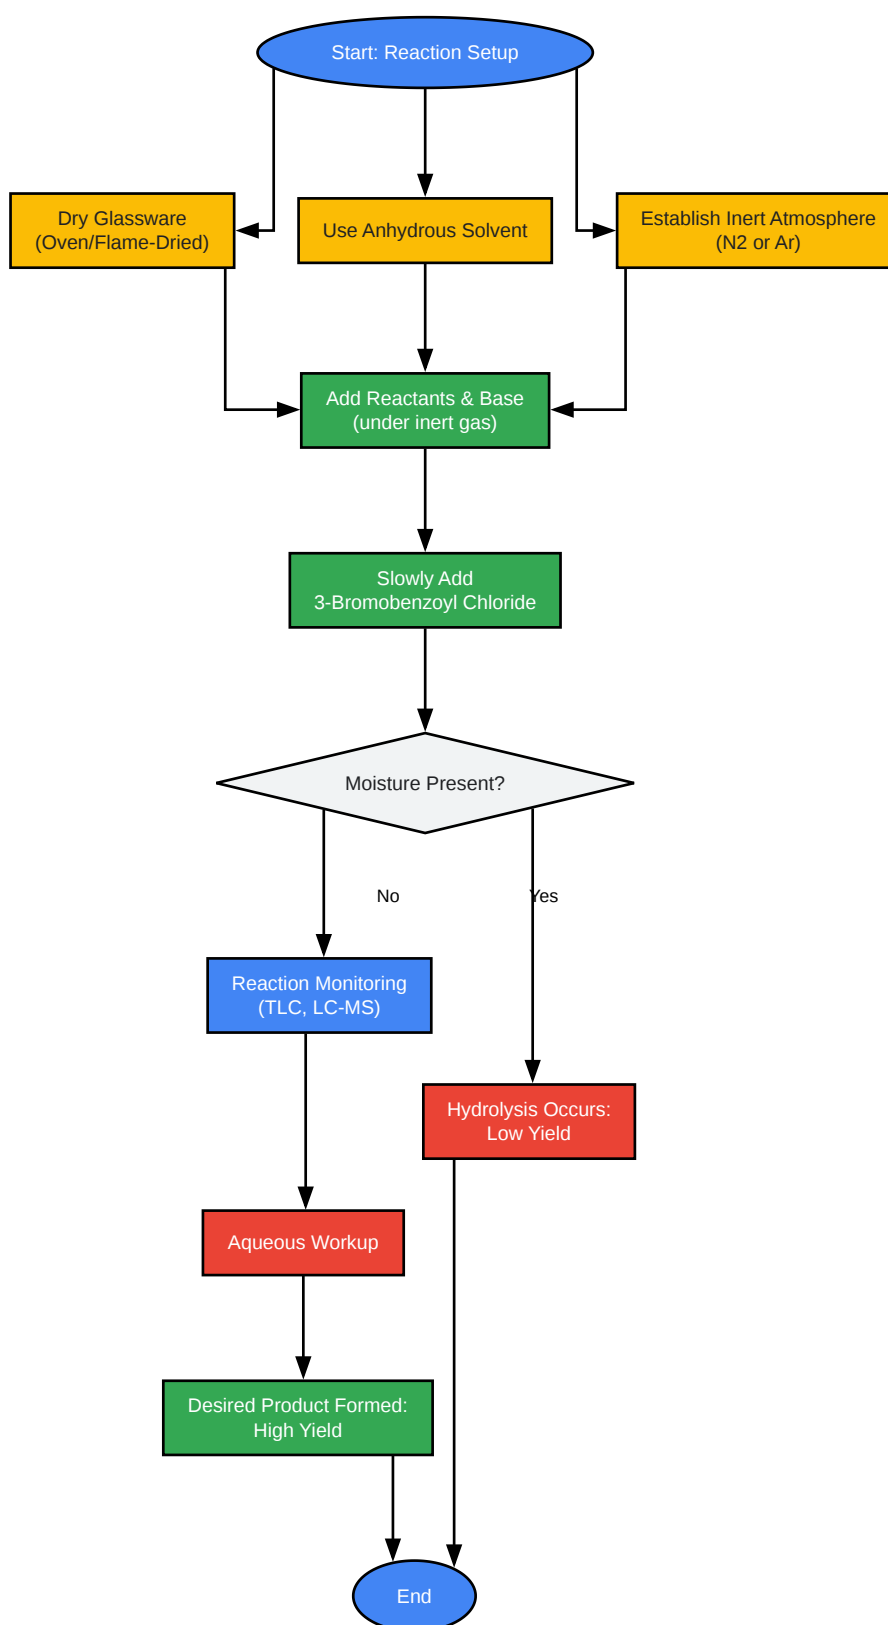 Start: Reaction Setup
Dry Glassware
(Oven/Flame-Dried)
Use Anhydrous Solvent
Establish Inert Atmosphere
(N2 or Ar)
Add Reactants & Base
(under inert gas)
Slowly Add
3-Bromobenzoyl Chloride
Moisture Present?
No
Yes
Reaction Monitoring
(TLC, LC-MS)
Hydrolysis Occurs:
Low Yield
Aqueous Workup
Desired Product Formed:
High Yield
End